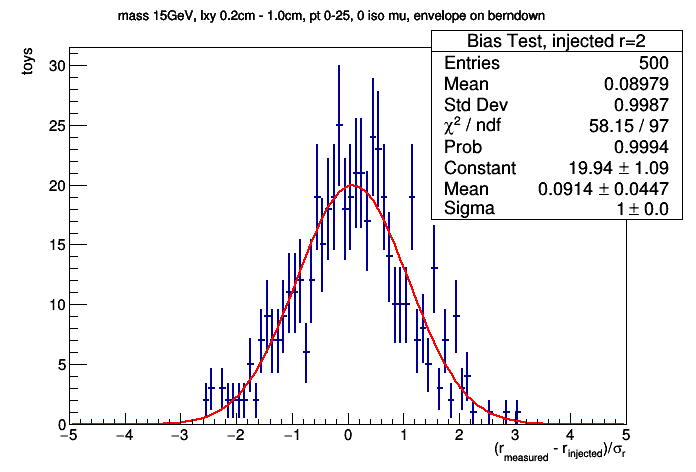 mass 15GeV, lxy 0.2cm - 1.0cm, pt 0-25, 0 iso mu, envelope on berndown
Bias Test, injected r=2
Entries 500
Mean 0.08979
Std Dev 0.9987
χ² / ndf 58.15 / 97
Prob 0.9994
Constant 19.94 ± 1.09
Mean 0.0914 ± 0.0447
Sigma 1 ± 0.0
toys
30
25
20
15
10
5
0
−5 −4 −3 −2 −1 0 1 2 3 4 5
(r_measured - r_injected)/σ_r